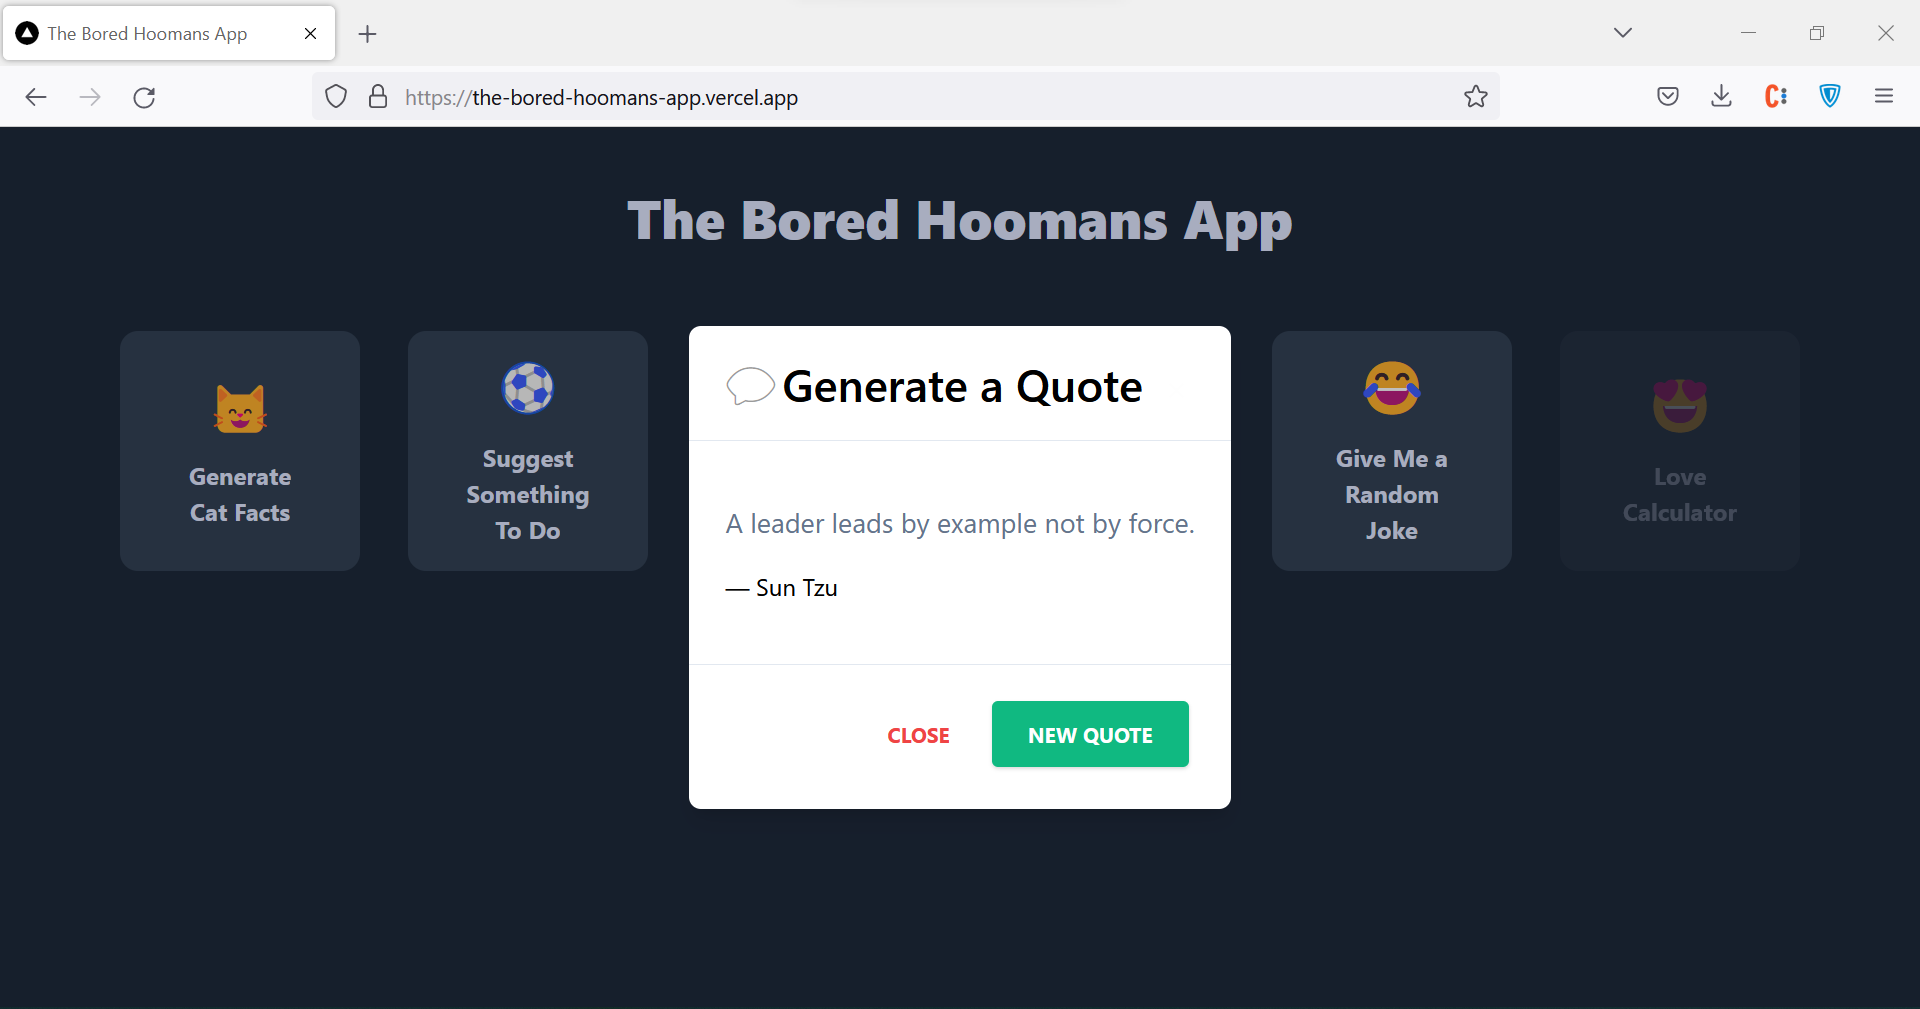 The Bored Hoomans App
https://the-bored-hoomans-app.vercel.app
The Bored Hoomans App
Generate
Cat Facts
Suggest
Something
To Do
Generate a Quote
A leader leads by example not by force.
— Sun Tzu
CLOSE
NEW QUOTE
Give Me a
Random
Joke
Love
Calculator